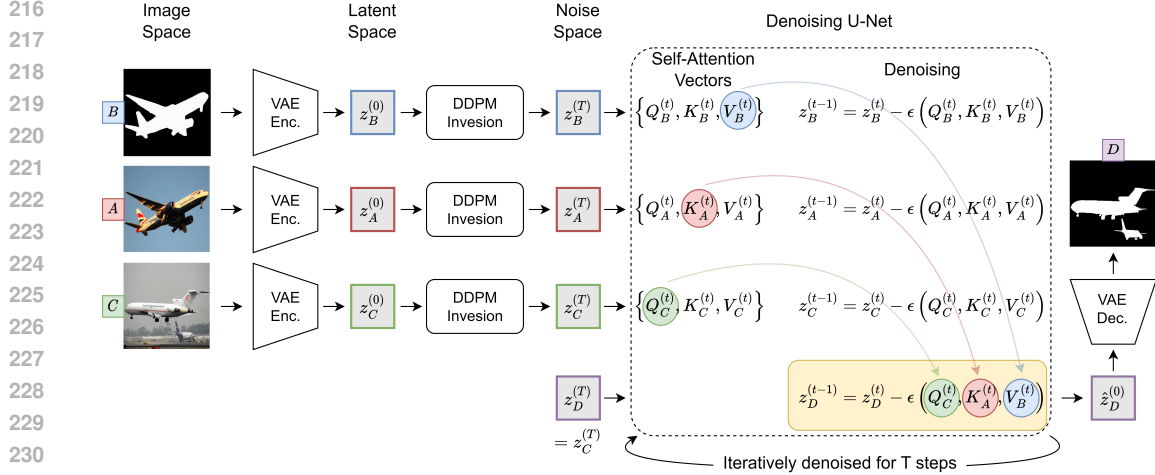 216
217
218
219
220
221
222
223
224
225
226
227
228
229
230
Image
Space
Latent
Space
Noise
Space
Denoising U-Net
Self-Attention
Vectors
Denoising
B
VAE
Enc.
z_B^{(0)}
DDPM
Invesion
z_B^{(T)}
{Q_B^{(t)}, K_B^{(t)}, V_B^{(t)}}
z_B^{(t-1)} = z_B^{(t)} - ϵ(Q_B^{(t)}, K_B^{(t)}, V_B^{(t)})
A
VAE
Enc.
z_A^{(0)}
DDPM
Invesion
z_A^{(T)}
{Q_A^{(t)}, K_A^{(t)}, V_A^{(t)}}
z_A^{(t-1)} = z_A^{(t)} - ϵ(Q_A^{(t)}, K_A^{(t)}, V_A^{(t)})
C
VAE
Enc.
z_C^{(0)}
DDPM
Invesion
z_C^{(T)}
{Q_C^{(t)}, K_C^{(t)}, V_C^{(t)}}
z_C^{(t-1)} = z_C^{(t)} - ϵ(Q_C^{(t)}, K_C^{(t)}, V_C^{(t)})
z_D^{(T)}
= z_C^{(T)}
z_D^{(t-1)} = z_D^{(t)} - ϵ(Q_C^{(t)}, K_A^{(t)}, V_B^{(t)})
ẑ_D^{(0)}
VAE
Dec.
D
Iteratively denoised for T steps